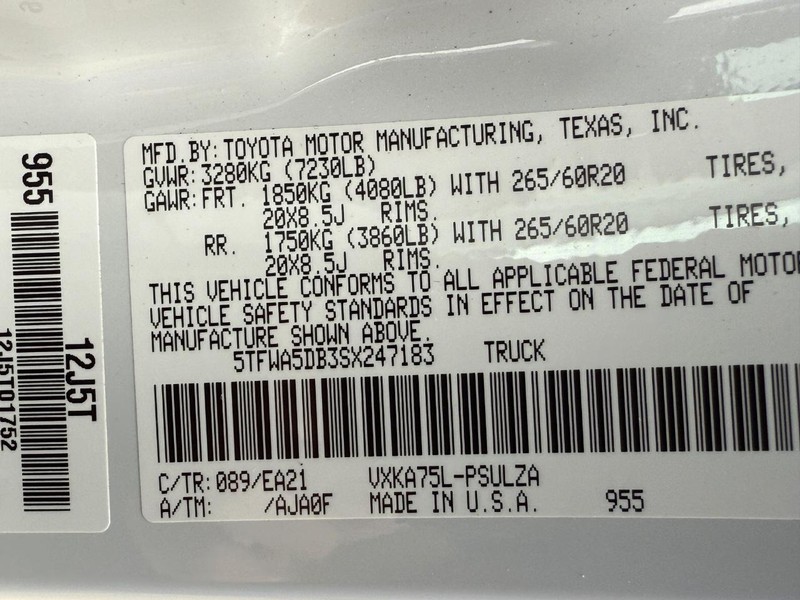 MFD.BY:TOYOTA MOTOR MANUFACTURING, TEXAS, INC.
GVWR:3280KG (7230LB)
GAWR:FRT. 1850KG (4080LB) WITH 265/60R20 TIRES,
20X8.5J RIMS.
RR. 1750KG (3860LB) WITH 265/60R20 TIRES,
20X8.5J RIMS.
THIS VEHICLE CONFORMS TO ALL APPLICABLE FEDERAL MOTOR
VEHICLE SAFETY STANDARDS IN EFFECT ON THE DATE OF
MANUFACTURE SHOWN ABOVE.
5TFWA5DB3SX247183 TRUCK
C/TR:089/EA21 VXKA75L-PSULZA
A/TM: /AJA0F MADE IN U.S.A. 955
955
12J5T
12J5T01752